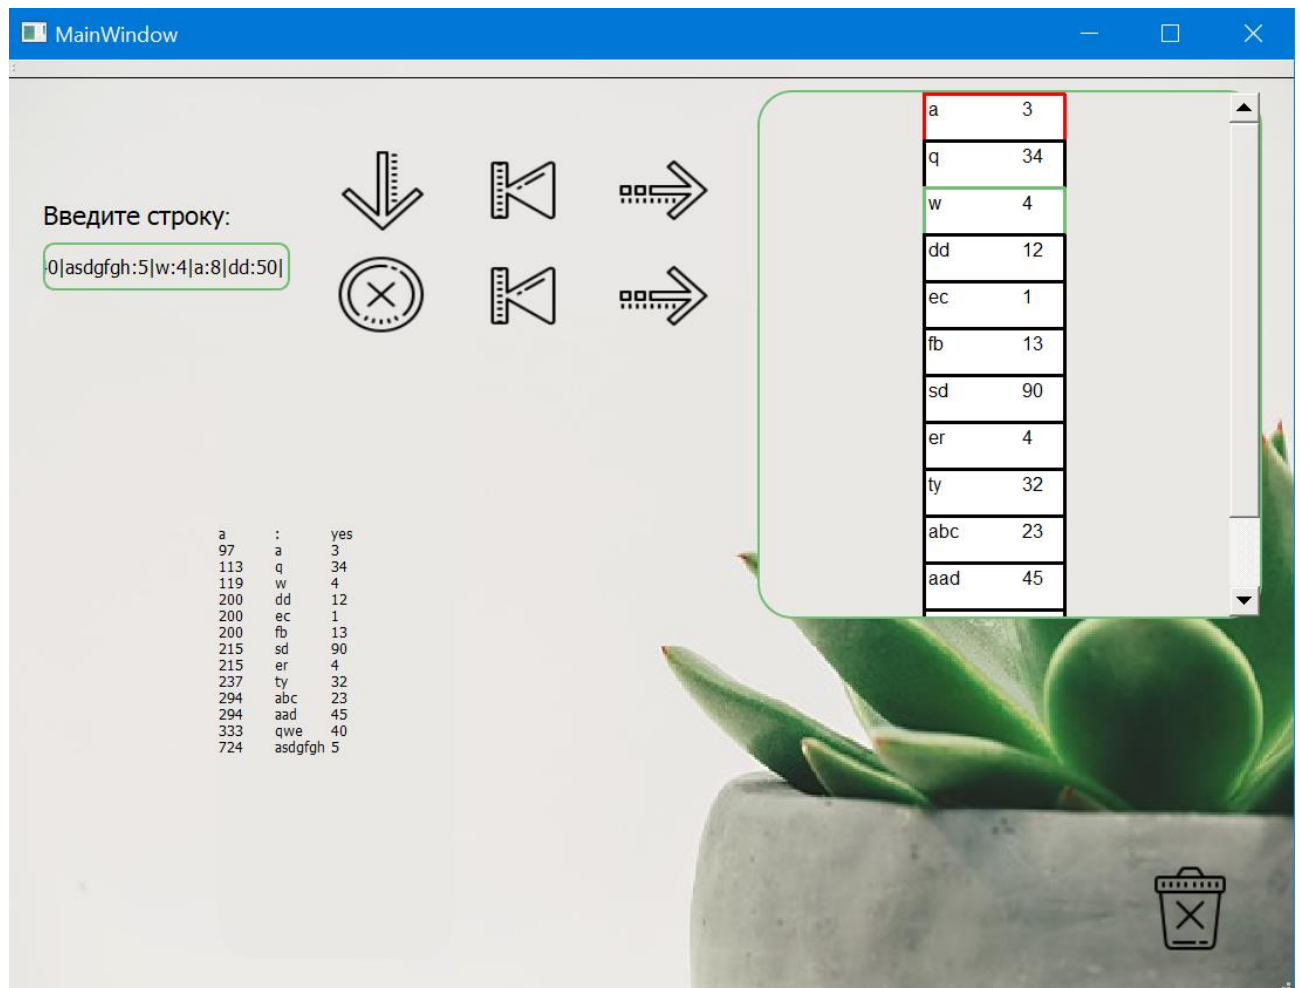 MainWindow
Введите строку:
0|asdgfgh:5|w:4|a:8|dd:50|
a 3
q 34
w 4
dd 12
ec 1
fb 13
sd 90
er 4
ty 32
abc 23
aad 45
a : yes
97 a 3
113 q 34
119 w 4
200 dd 12
200 ec 1
200 fb 13
215 sd 90
215 er 4
237 ty 32
294 abc 23
294 aad 45
333 qwe 40
724 asdgfgh 5